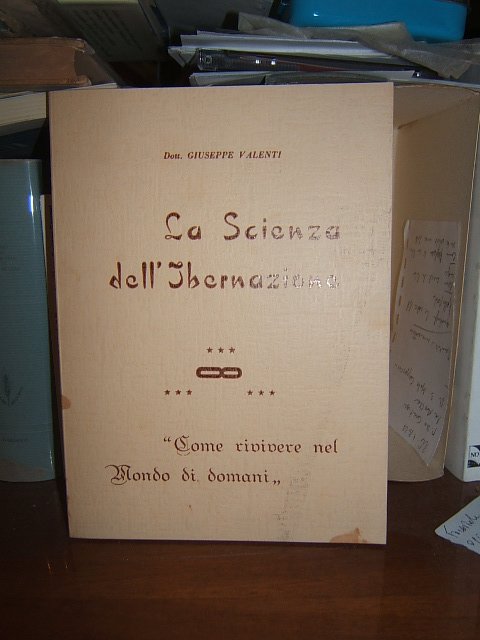 Dott. GIUSEPPE VALENTI
La Scienza
dell'Ibernazione
“Come rivivere nel
Mondo di domani„